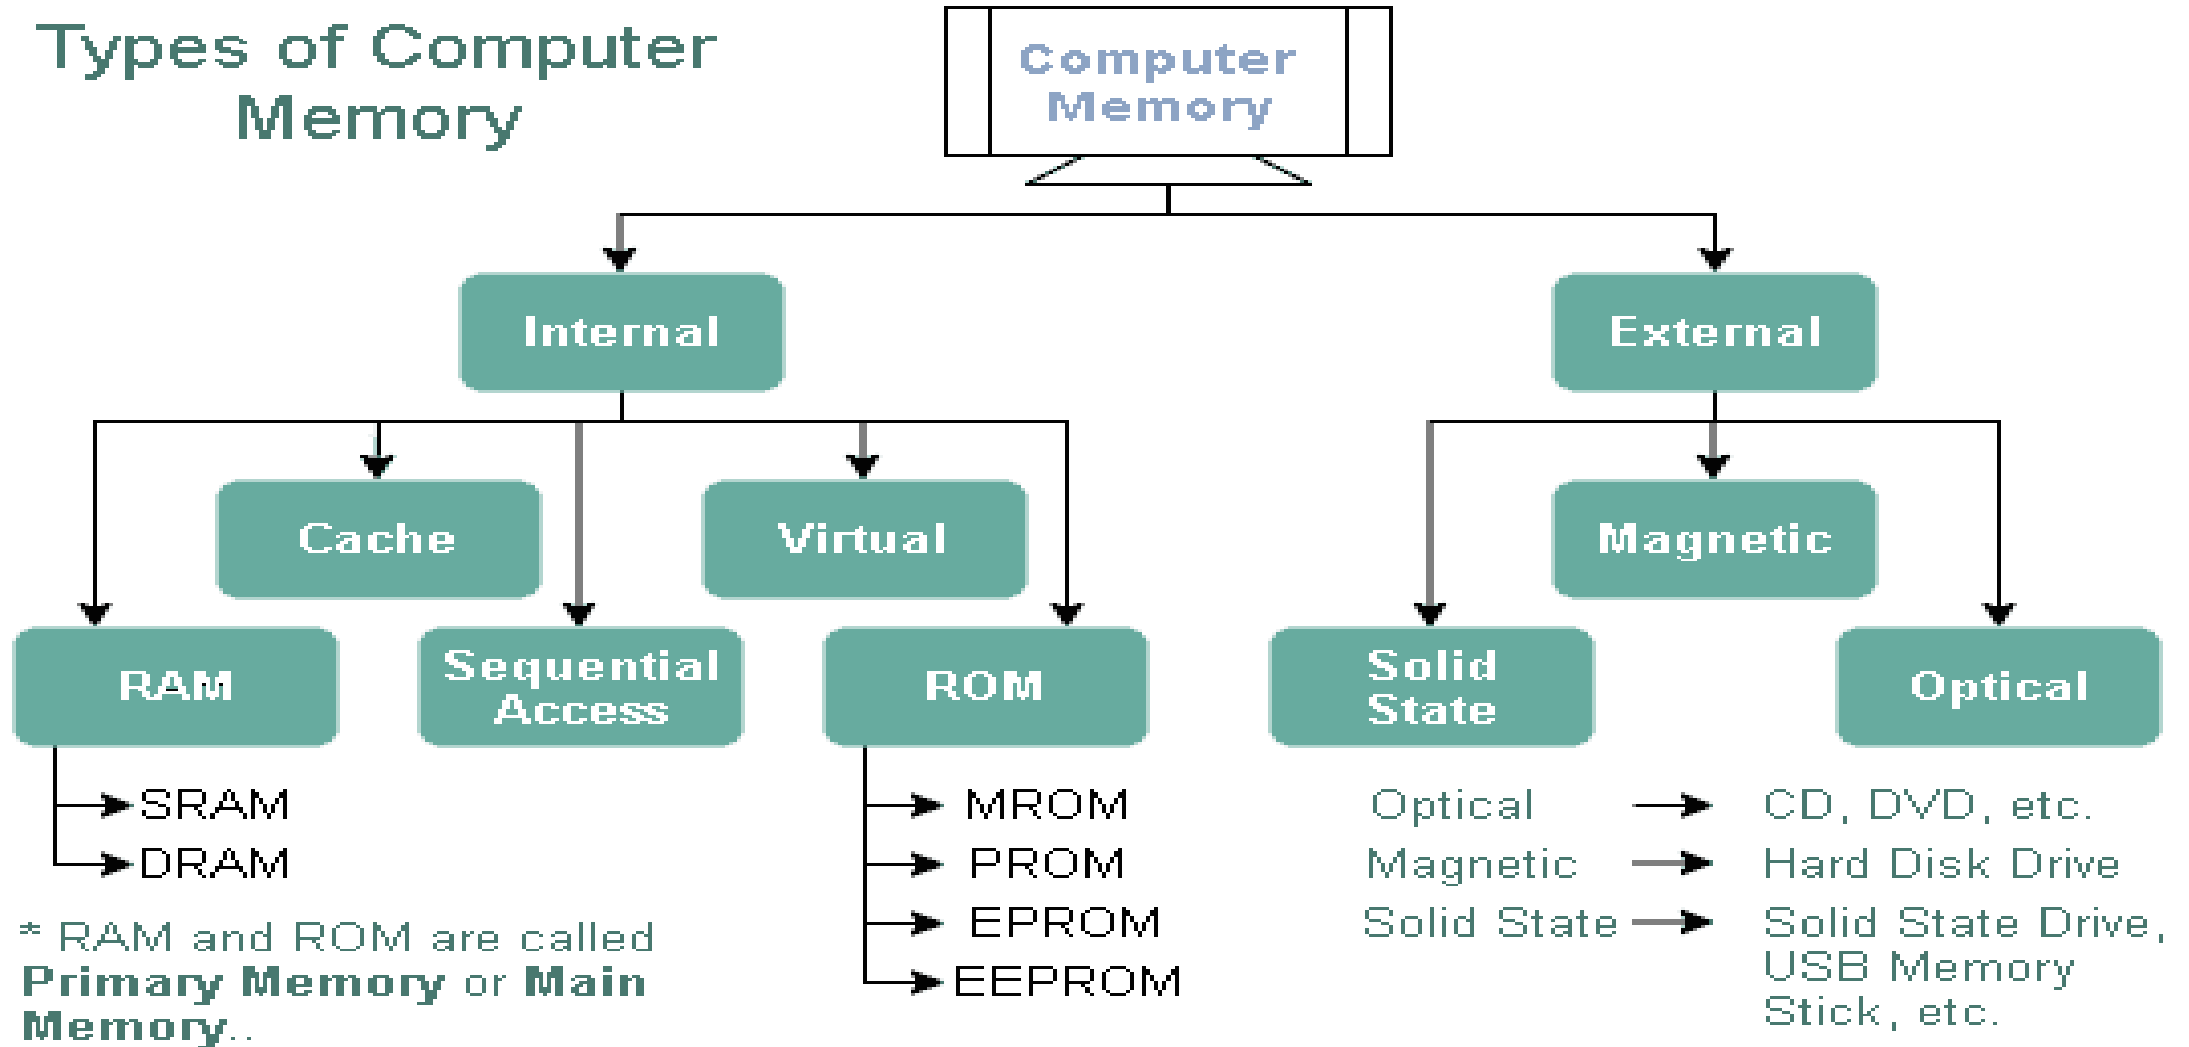 Types of Computer
Memory
Computer
Memory
Internal
External
Cache
Virtual
Magnetic
RAM
Sequential
Access
ROM
Solid
State
Optical
SRAM
DRAM
MROM
PROM
EPROM
EEPROM
Optical CD, DVD, etc.
Magnetic Hard Disk Drive
Solid State Solid State Drive,
USB Memory
Stick, etc.
* RAM and ROM are called
Primary Memory or Main
Memory..